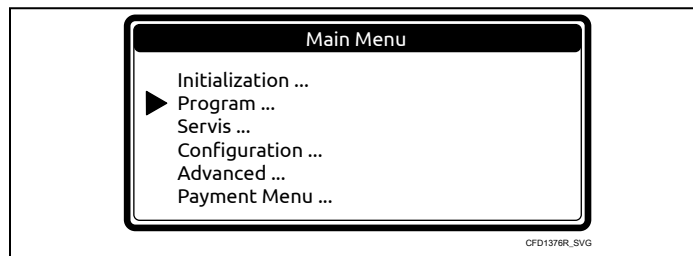 Main Menu
Initialization ...
Program ...
Servis ...
Configuration ...
Advanced ...
Payment Menu ...
CFD1376R_SVG